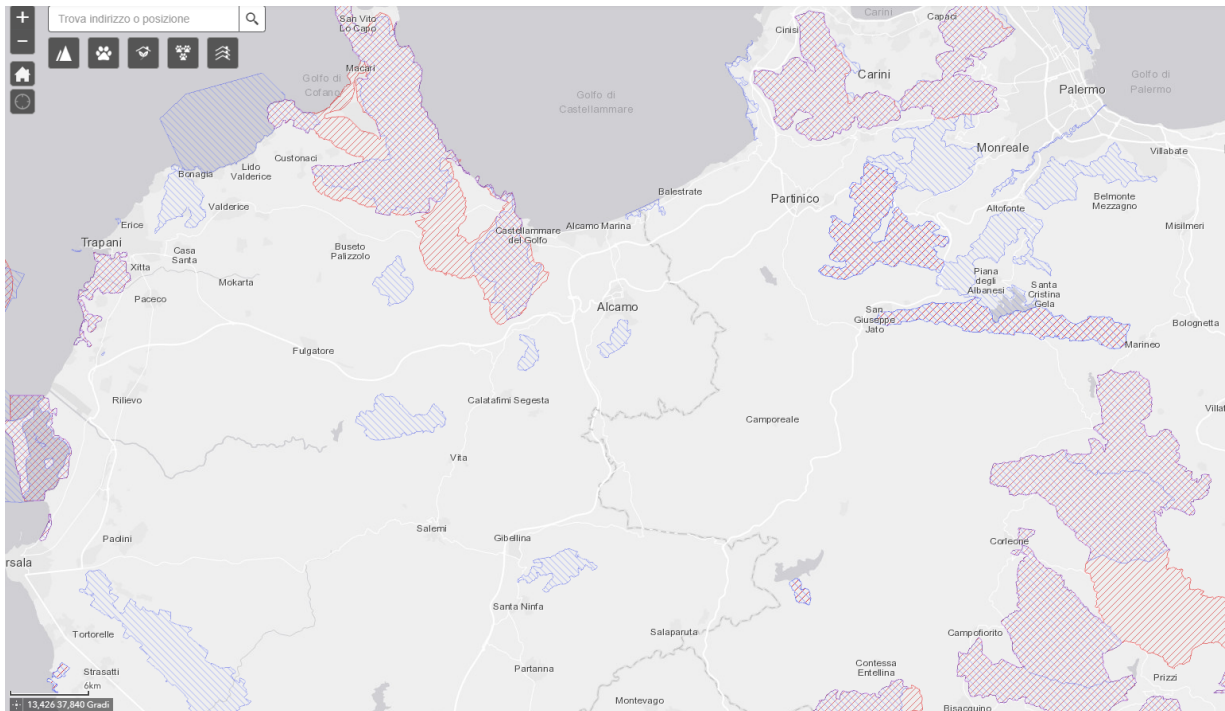 +
−
Trova indirizzo o posizione
San Vito
Lo Capo
Macari
Golfo di
Cofano
Golfo di
Castellammare
Carini
Capaci
Cinisi
Carini
Palermo
Golfo di
Palermo
Custonaci
Lido
Valderice
Bonagia
Valderice
Erice
Trapani
Casa
Santa
Xitta
Paceco
Mokarta
Buseto
Palizzolo
Castellammare
del Golfo
Alcamo Marina
Balestrate
Partinico
Monreale
Villabate
Altofonte
Belmonte
Mezzagno
Misilmeri
Piana
degli
Albanesi
Santa
Cristina
Gela
San
Giuseppe
Jato
Bolognetta
Marineo
Alcamo
Fulgatore
Rilievo
Calatafimi Segesta
Camporeale
Vita
Salemi
Gibellina
Paolini
rsala
Corleone
Santa Ninfa
Salaparuta
Tortorelle
Strasatti
Partanna
Montevago
Campofiorito
Contessa
Entellina
Prizzi
Bisacquino
6km
13,426 37,840 Gradi